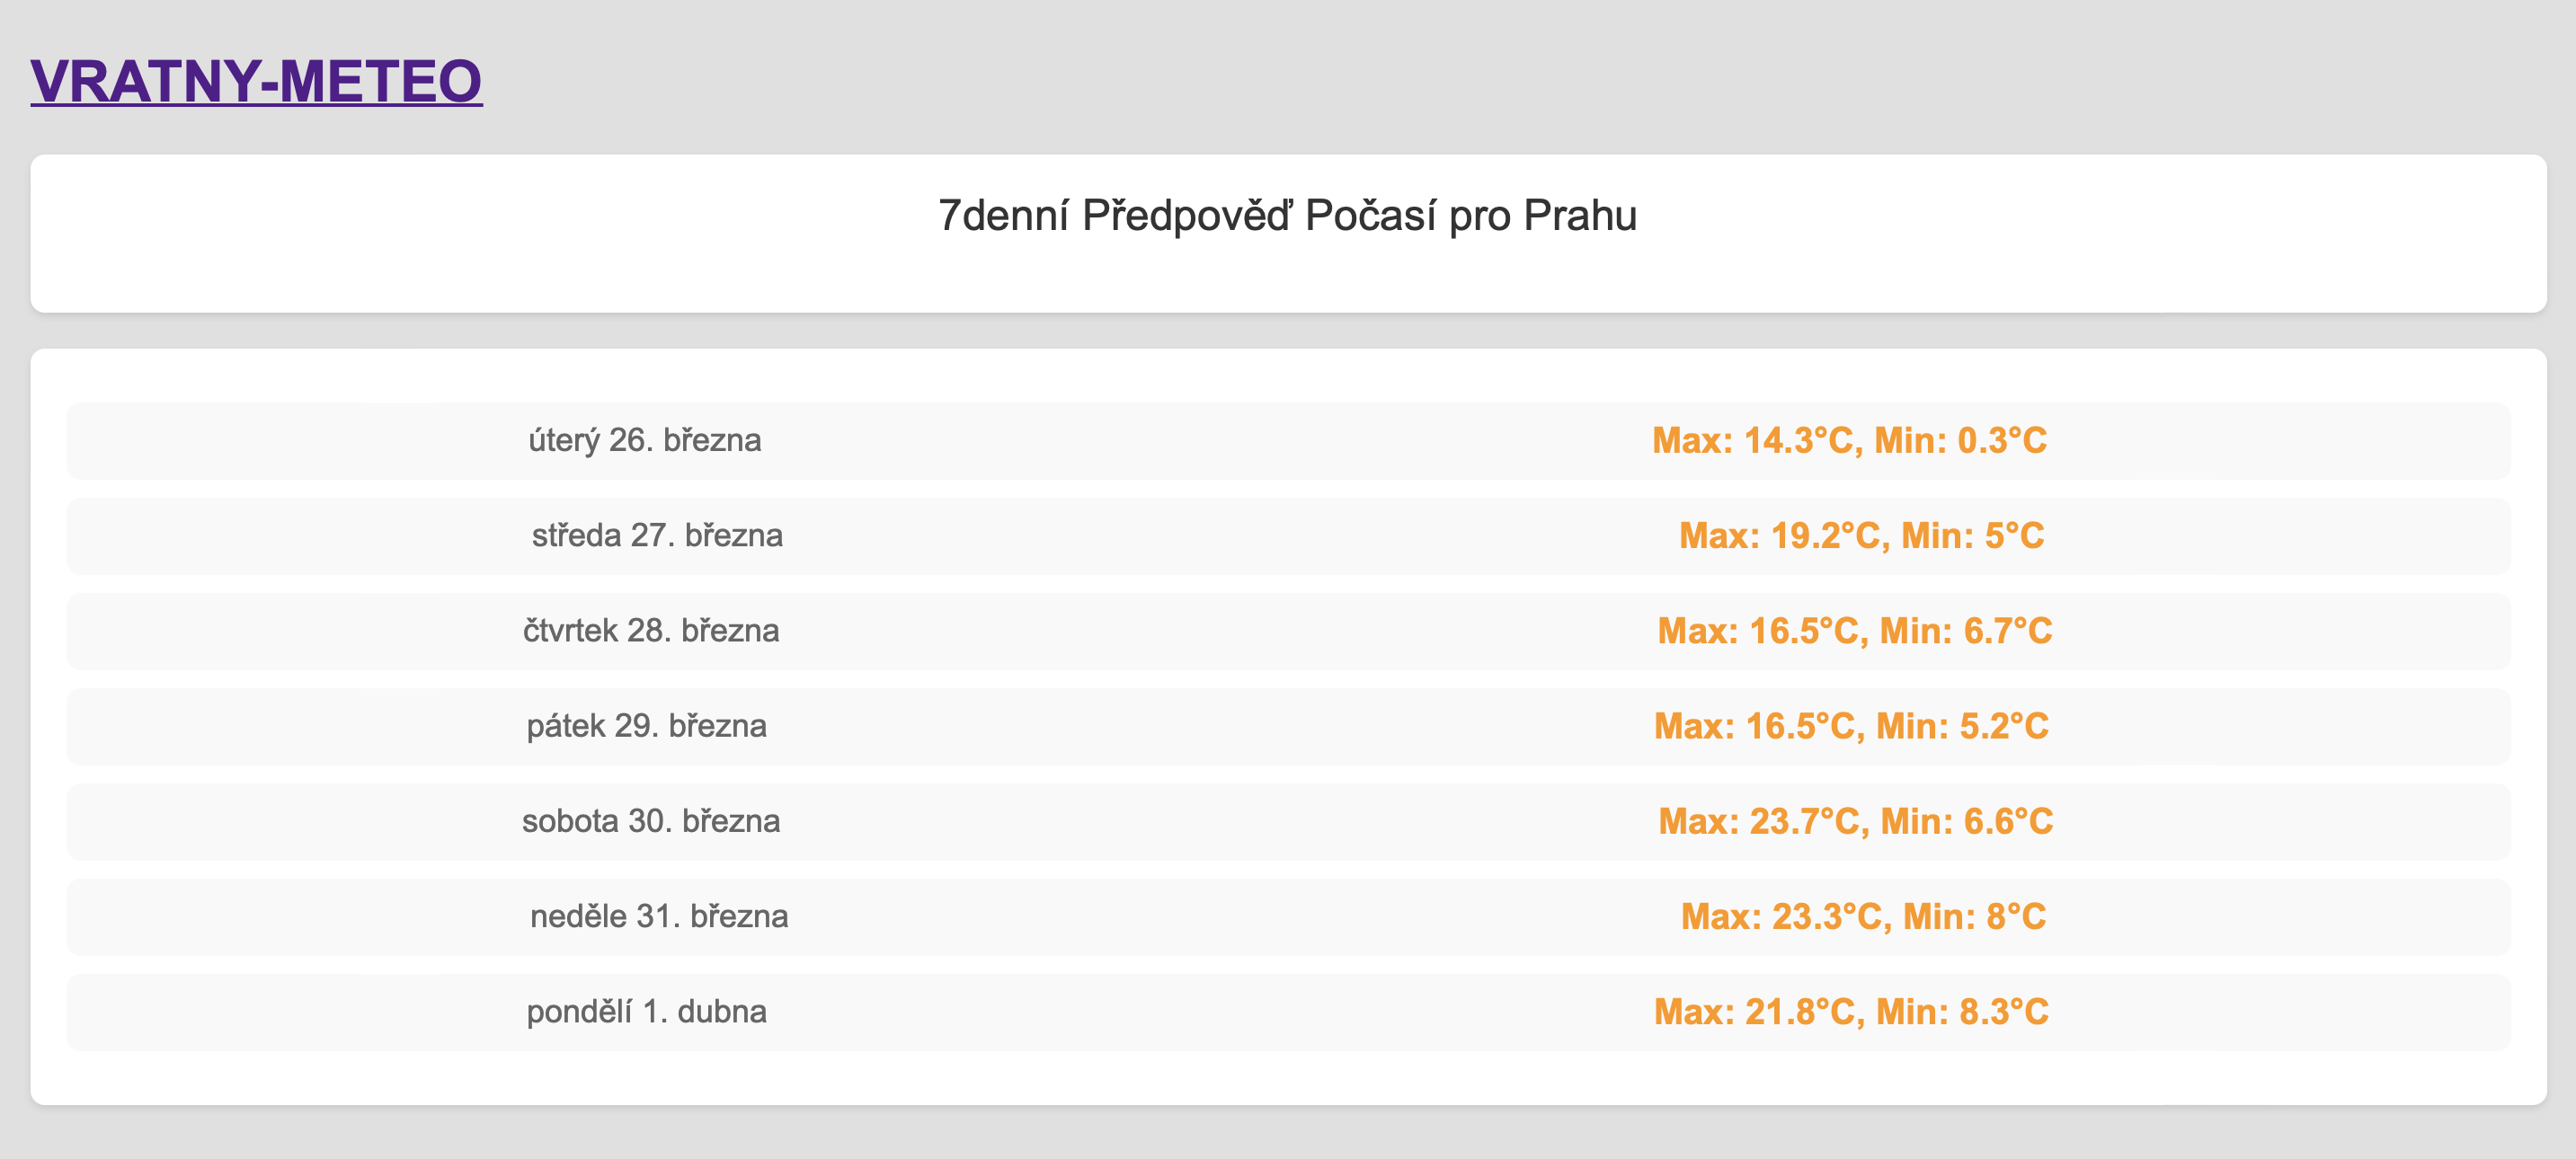 VRATNY-METEO
7denní Předpověď Počasí pro Prahu
úterý 26. března Max: 14.3°C, Min: 0.3°C
středa 27. března Max: 19.2°C, Min: 5°C
čtvrtek 28. března Max: 16.5°C, Min: 6.7°C
pátek 29. března Max: 16.5°C, Min: 5.2°C
sobota 30. března Max: 23.7°C, Min: 6.6°C
neděle 31. března Max: 23.3°C, Min: 8°C
pondělí 1. dubna Max: 21.8°C, Min: 8.3°C